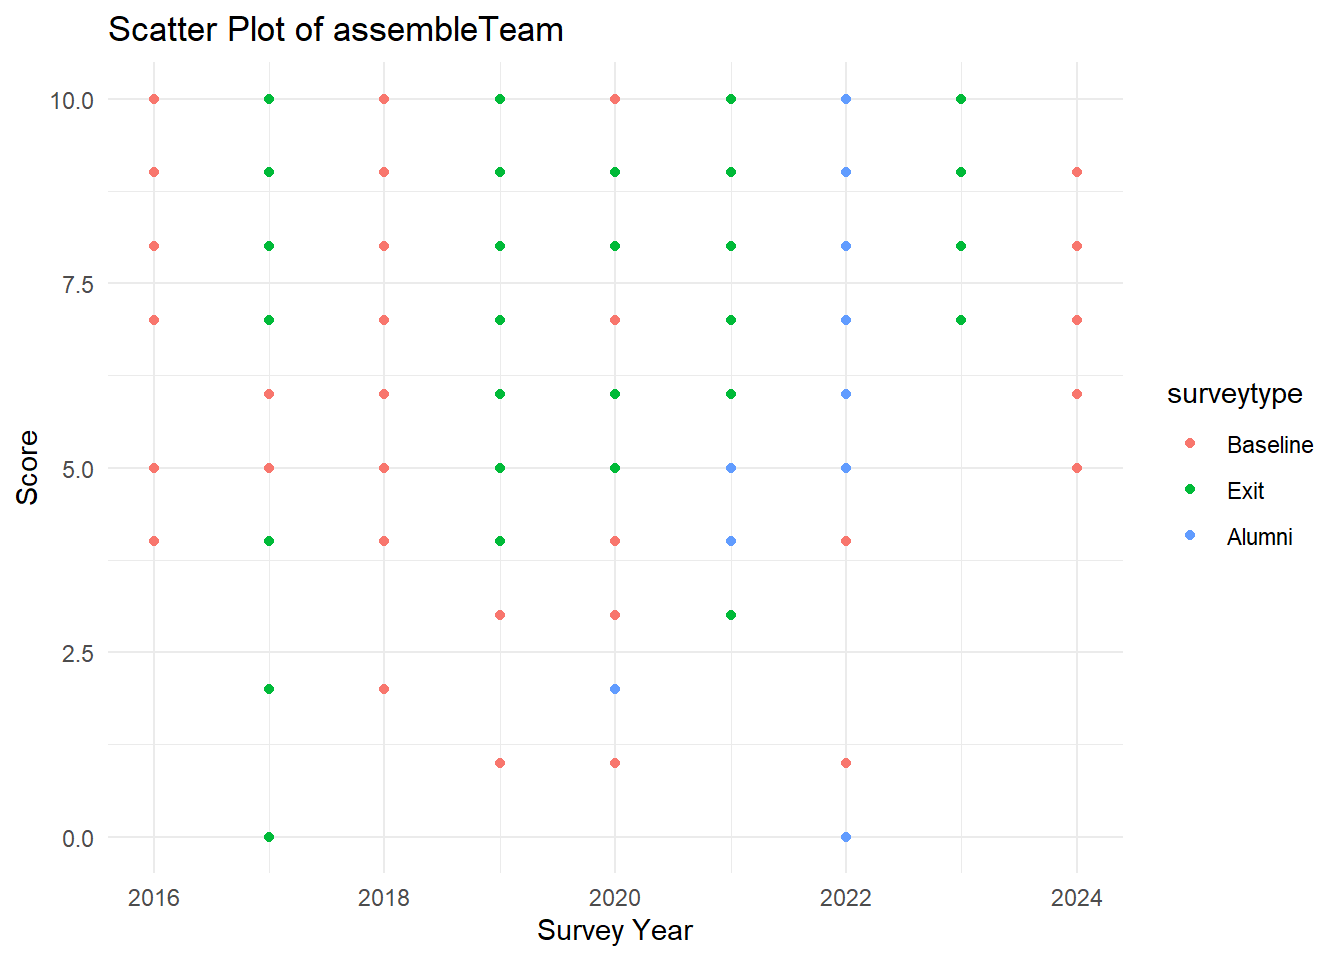 Scatter Plot of assembleTeam
10.0
7.5
5.0
2.5
0.0
Score
2016 2018 2020 2022 2024
Survey Year
surveytype
Baseline
Exit
Alumni